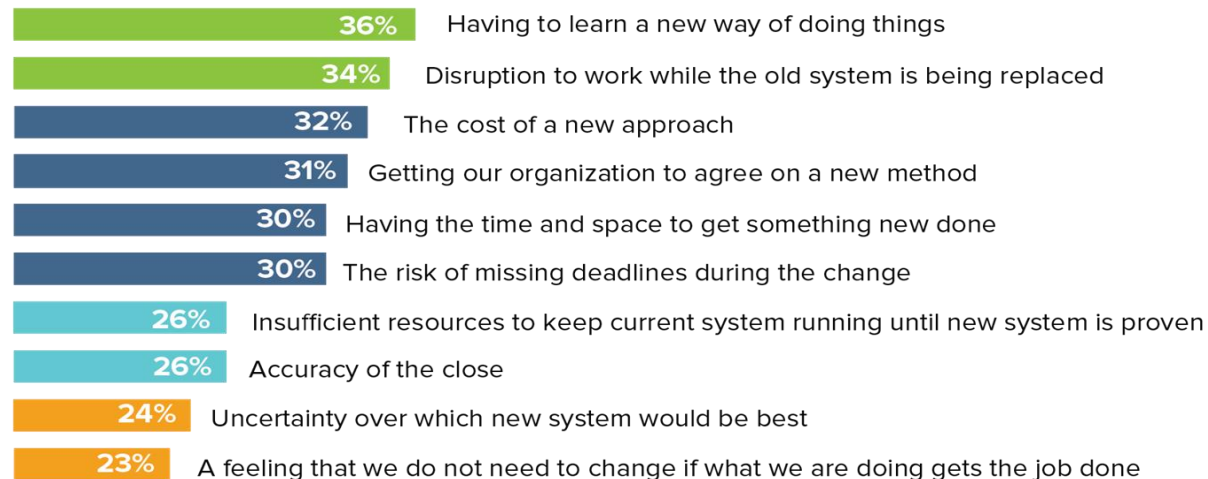 36% Having to learn a new way of doing things
34% Disruption to work while the old system is being replaced
32% The cost of a new approach
31% Getting our organization to agree on a new method
30% Having the time and space to get something new done
30% The risk of missing deadlines during the change
26% Insufficient resources to keep current system running until new system is proven
26% Accuracy of the close
24% Uncertainty over which new system would be best
23% A feeling that we do not need to change if what we are doing gets the job done